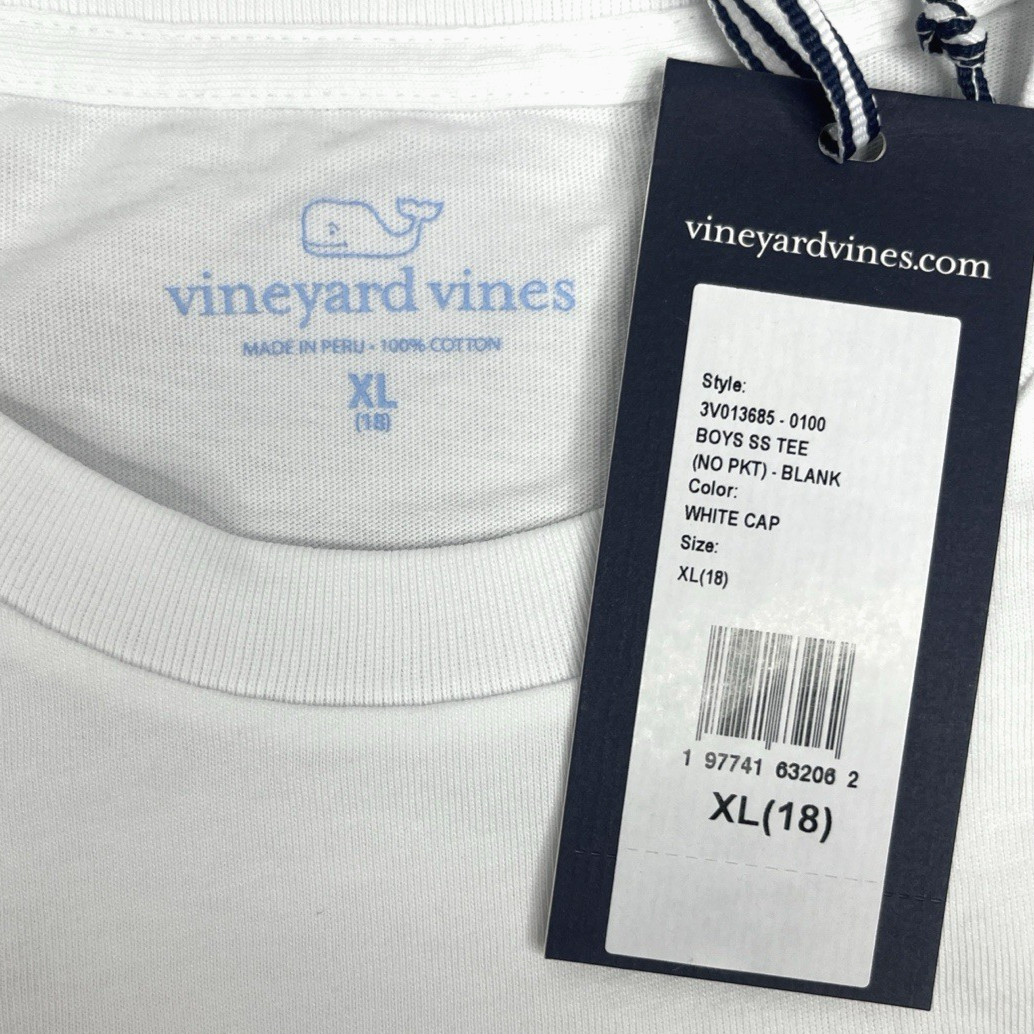 vineyard vines
MADE IN PERU - 100% COTTON
XL
(18)
vineyardvines.com
Style:
3V013685 - 0100
BOYS SS TEE
(NO PKT) - BLANK
Color:
WHITE CAP
Size:
XL(18)
1 97741 63206 2
XL(18)